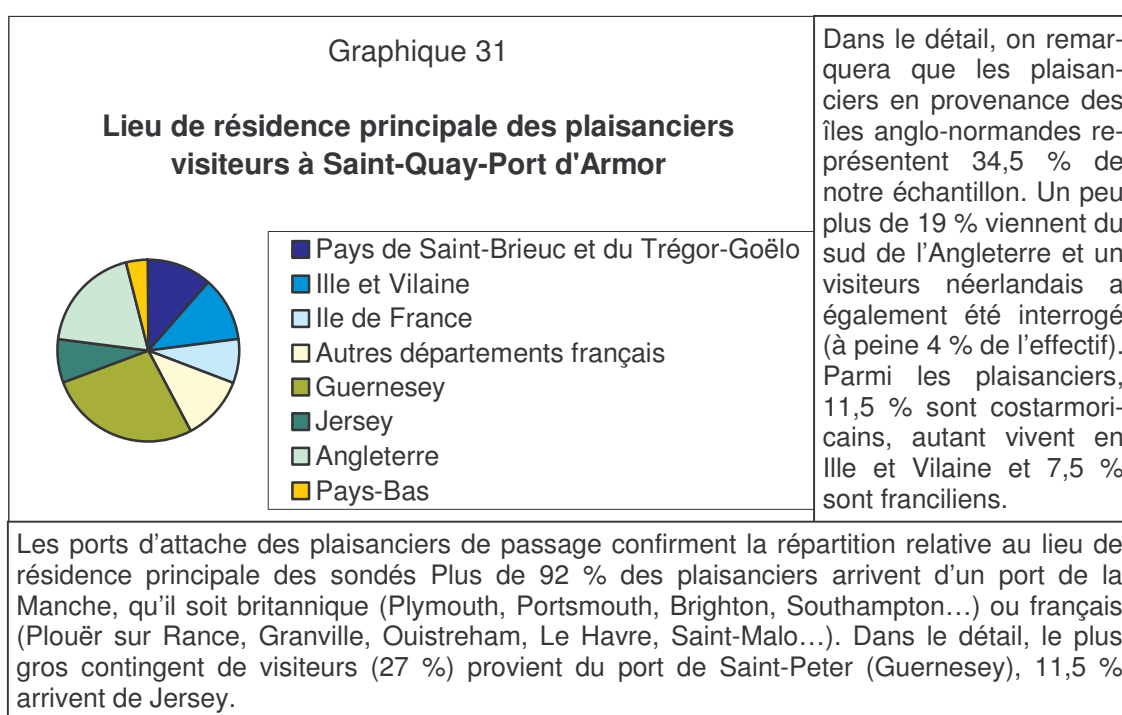 Graphique 31
Lieu de résidence principale des plaisanciers
visiteurs à Saint-Quay-Port d'Armor
Pays de Saint-Brieuc et du Trégor-Goëlo
Ille et Vilaine
Ile de France
Autres départements français
Guernesey
Jersey
Angleterre
Pays-Bas
Dans le détail, on remar-
quera que les plaisan-
ciers en provenance des
îles anglo-normandes re-
présentent 34,5 % de
notre échantillon. Un peu
plus de 19 % viennent du
sud de l’Angleterre et un
visiteurs néerlandais a
également été interrogé
(à peine 4 % de l’effectif).
Parmi les plaisanciers,
11,5 % sont costarmori-
cains, autant vivent en
Ille et Vilaine et 7,5 %
sont franciliens.
Les ports d’attache des plaisanciers de passage confirment la répartition relative au lieu de
résidence principale des sondés Plus de 92 % des plaisanciers arrivent d’un port de la
Manche, qu’il soit britannique (Plymouth, Portsmouth, Brighton, Southampton…) ou français
(Plouër sur Rance, Granville, Ouistreham, Le Havre, Saint-Malo…). Dans le détail, le plus
gros contingent de visiteurs (27 %) provient du port de Saint-Peter (Guernesey), 11,5 %
arrivent de Jersey.